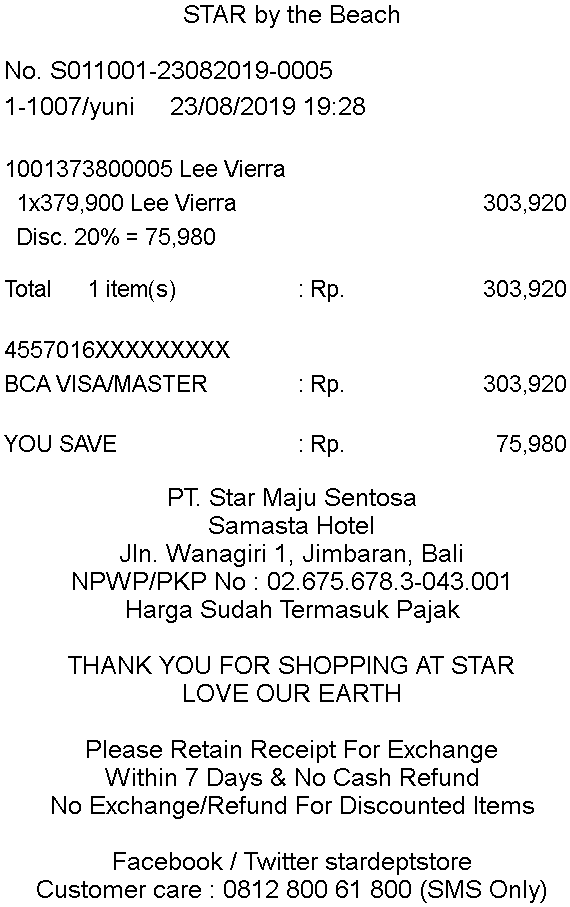 STAR by the Beach
No. S011001-23082019-0005
1-1007/yuni 23/08/2019 19:28
1001373800005 Lee Vierra
1x379,900 Lee Vierra 303,920
Disc. 20% = 75,980
Total 1 item(s) : Rp. 303,920
4557016XXXXXXXXX
BCA VISA/MASTER : Rp. 303,920
YOU SAVE : Rp. 75,980
PT. Star Maju Sentosa
Samasta Hotel
Jln. Wanagiri 1, Jimbaran, Bali
NPWP/PKP No : 02.675.678.3-043.001
Harga Sudah Termasuk Pajak
THANK YOU FOR SHOPPING AT STAR
LOVE OUR EARTH
Please Retain Receipt For Exchange
Within 7 Days & No Cash Refund
No Exchange/Refund For Discounted Items
Facebook / Twitter stardeptstore
Customer care : 0812 800 61 800 (SMS Only)